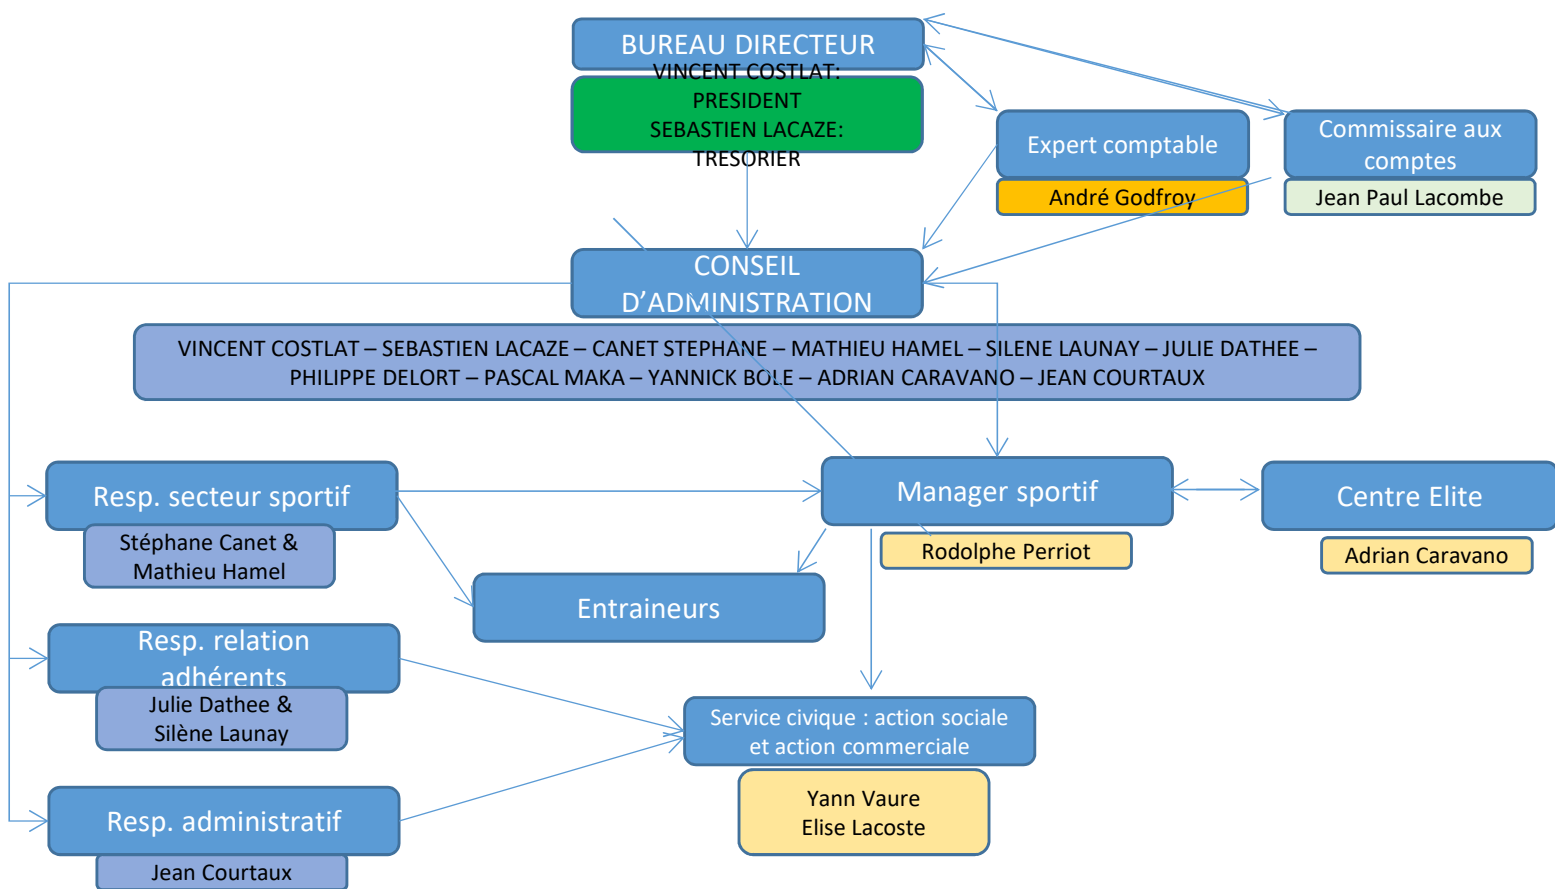 BUREAU DIRECTEUR
VINCENT COSTLAT:
PRESIDENT
SEBASTIEN LACAZE:
TRESORIER
Expert comptable
André Godfroy
Commissaire aux
comptes
Jean Paul Lacombe
CONSEIL
D’ADMINISTRATION
VINCENT COSTLAT – SEBASTIEN LACAZE – CANET STEPHANE – MATHIEU HAMEL – SILENE LAUNAY – JULIE DATHEE –
PHILIPPE DELORT – PASCAL MAKA – YANNICK BOLE – ADRIAN CARAVANO – JEAN COURTAUX
Resp. secteur sportif
Stéphane Canet &
Mathieu Hamel
Manager sportif
Rodolphe Perriot
Centre Elite
Adrian Caravano
Entraineurs
Resp. relation
adhérents
Julie Dathee &
Silène Launay
Service civique : action sociale
et action commerciale
Yann Vaure
Elise Lacoste
Resp. administratif
Jean Courtaux